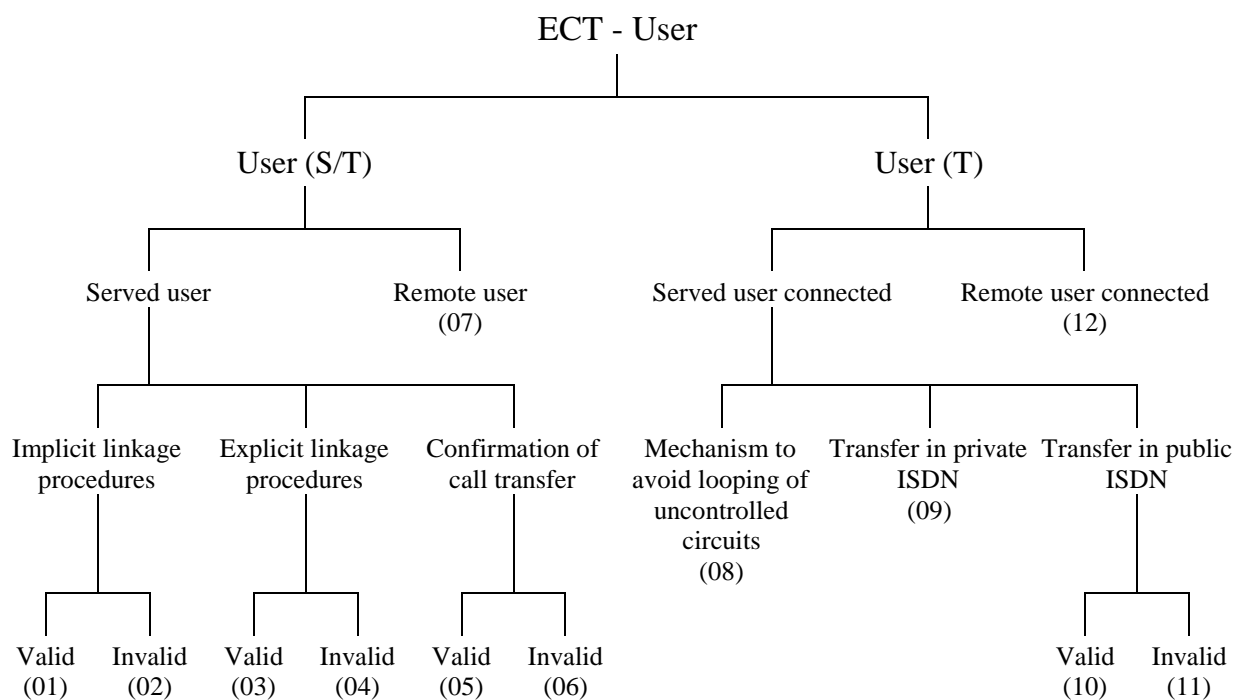 ECT - User
User (S/T)
User (T)
Served user
Remote user
(07)
Served user connected
Remote user connected
(12)
Implicit linkage
procedures
Explicit linkage
procedures
Confirmation of
call transfer
Mechanism to
avoid looping of
uncontrolled
circuits
(08)
Transfer in private
ISDN
(09)
Transfer in public
ISDN
Valid
(01)
Invalid
(02)
Valid
(03)
Invalid
(04)
Valid
(05)
Invalid
(06)
Valid
(10)
Invalid
(11)